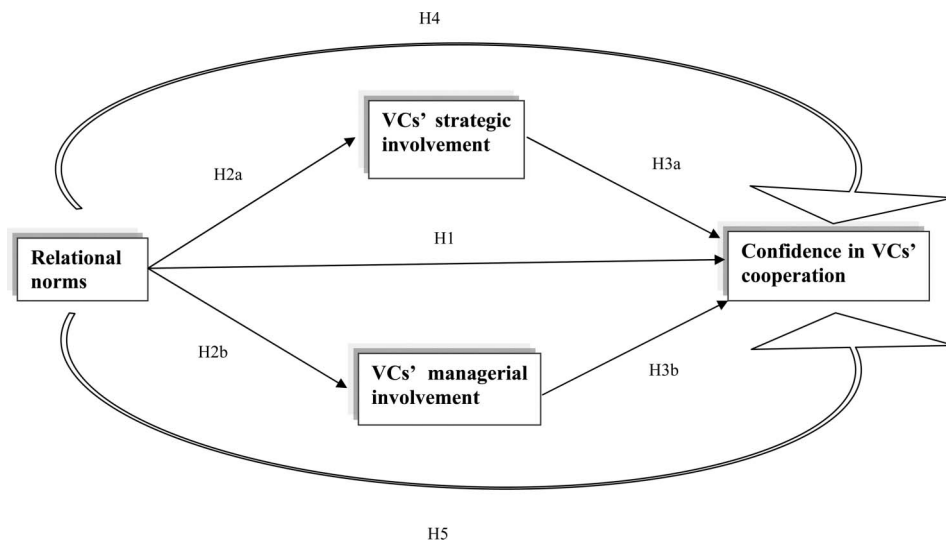 H4
VCs’ strategic
involvement
H2a
H3a
H1
Relational
norms
Confidence in VCs’
cooperation
H2b
VCs’ managerial
involvement
H3b
H5